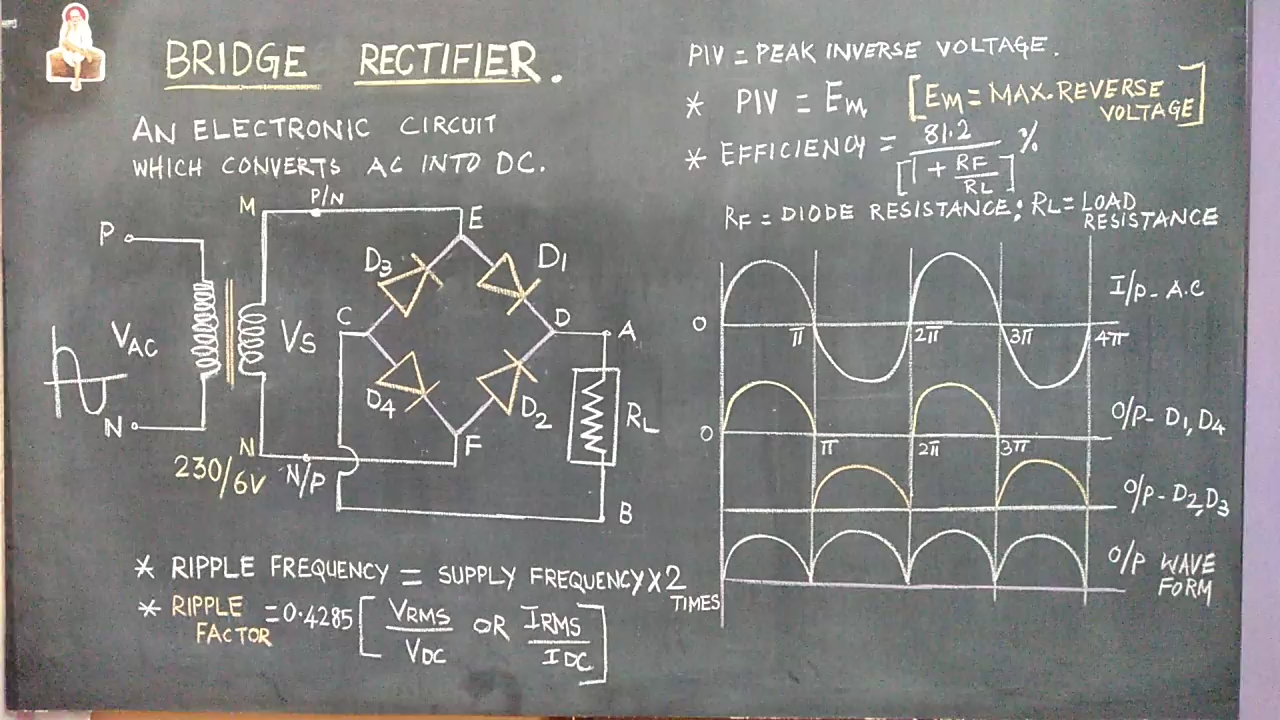 BRIDGE RECTIFIER.
AN ELECTRONIC CIRCUIT
WHICH CONVERTS AC INTO DC.
M
P/N
E
P
D3
D1
C
D
A
VAC
VS
D4
D2
RL
N
N
F
230/6V
N/P
B
* RIPPLE FREQUENCY = SUPPLY FREQUENCY X 2
TIMES
* RIPPLE FACTOR = 0.4285 [ VRMS / VDC OR IRMS / IDC ]
PIV = PEAK INVERSE VOLTAGE.
* PIV = Em [Em = MAX. REVERSE
VOLTAGE]
* EFFICIENCY = 81.2 / [1 + RF / RL] %
RF = DIODE RESISTANCE; RL = LOAD
RESISTANCE
I/P - A.C
0 π 2π 3π 4π
O/P - D1, D4
0 π 2π 3π
O/P - D2, D3
O/P WAVE
FORM